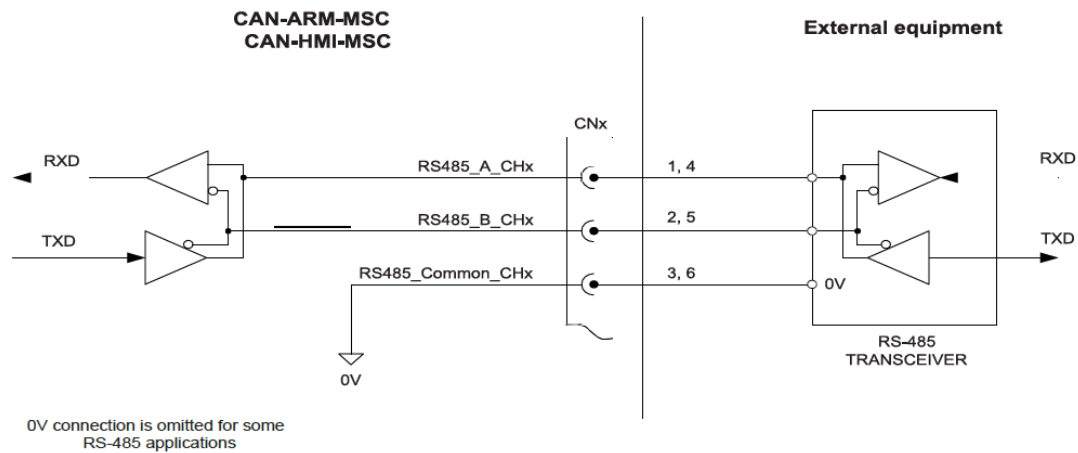 CAN-ARM-MSC
CAN-HMI-MSC
External equipment
CNx
RXD
RS485_A_CHx
1, 4
RXD
TXD
RS485_B_CHx
2, 5
TXD
RS485_Common_CHx
3, 6
0V
0V
RS-485
TRANSCEIVER
0V connection is omitted for some
RS-485 applications